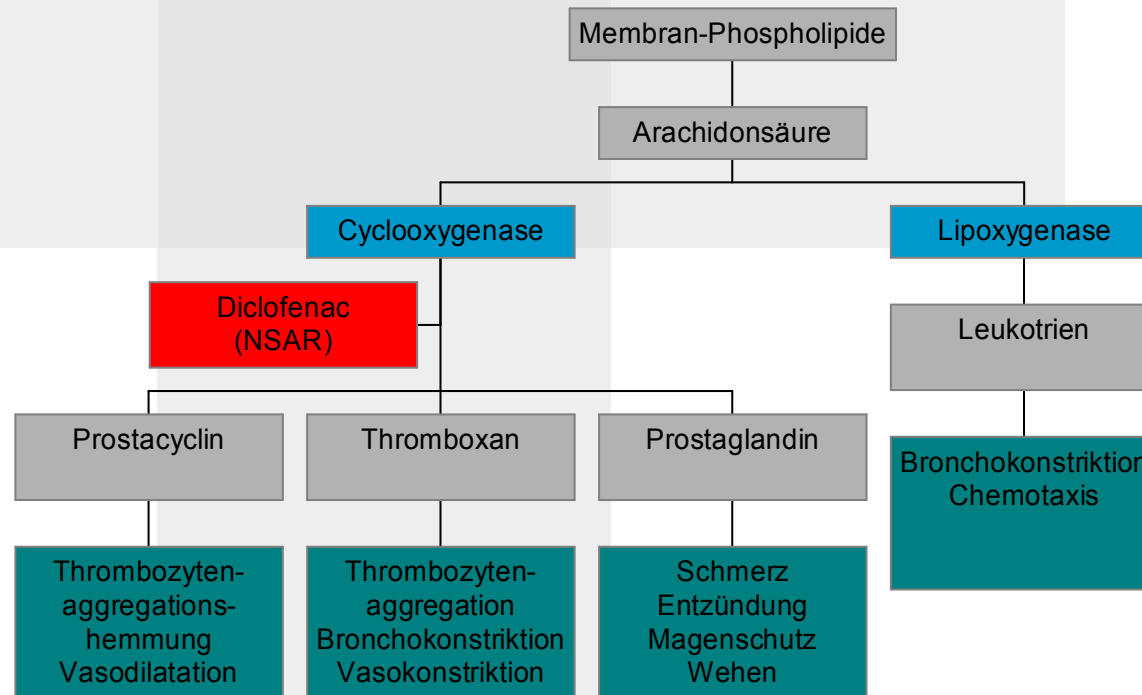 Membran-Phospholipide
Arachidonsäure
Cyclooxygenase
Lipoxygenase
Diclofenac
(NSAR)
Leukotrien
Prostacyclin
Thromboxan
Prostaglandin
Bronchokonstriktion
Chemotaxis
Thrombozyten-
aggregations-
hemmung
Vasodilatation
Thrombozyten-
aggregation
Bronchokonstriktion
Vasokonstriktion
Schmerz
Entzündung
Magenschutz
Wehen